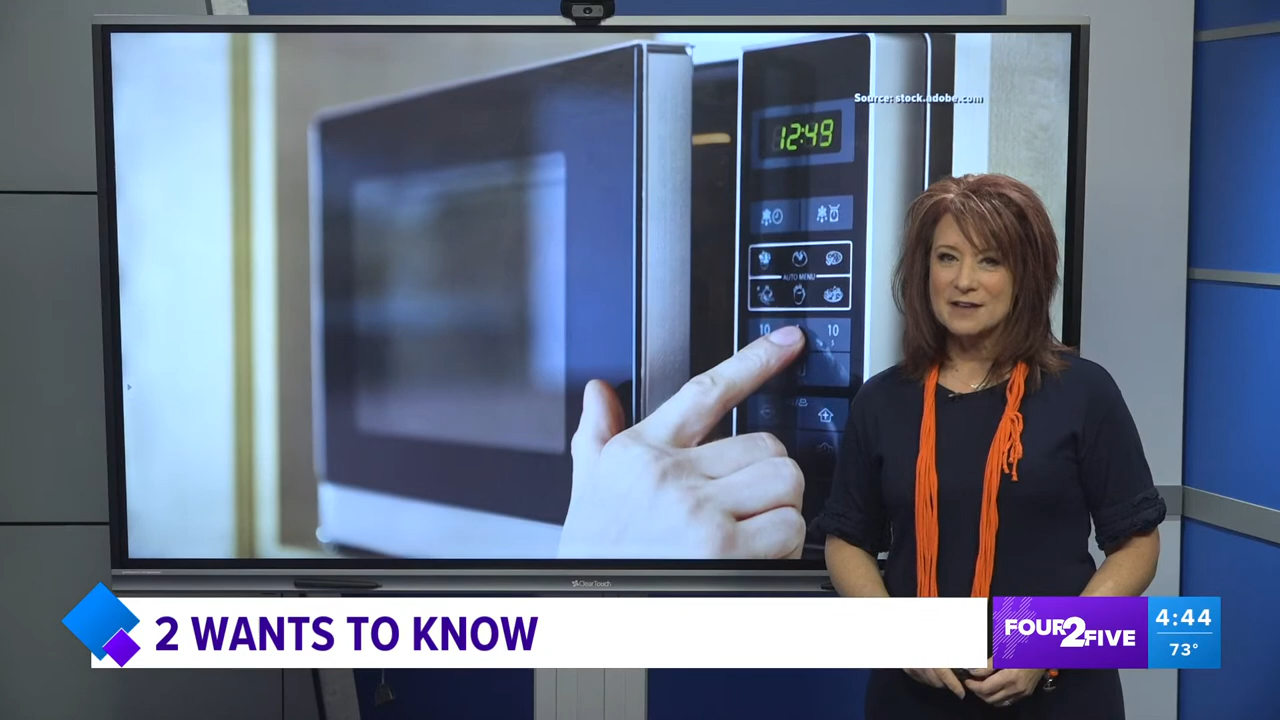 Source: stock.adobe.com
12:49
AUTO MENU
10 10
ClearTouch
2 WANTS TO KNOW
FOUR2FIVE
4:44
73°